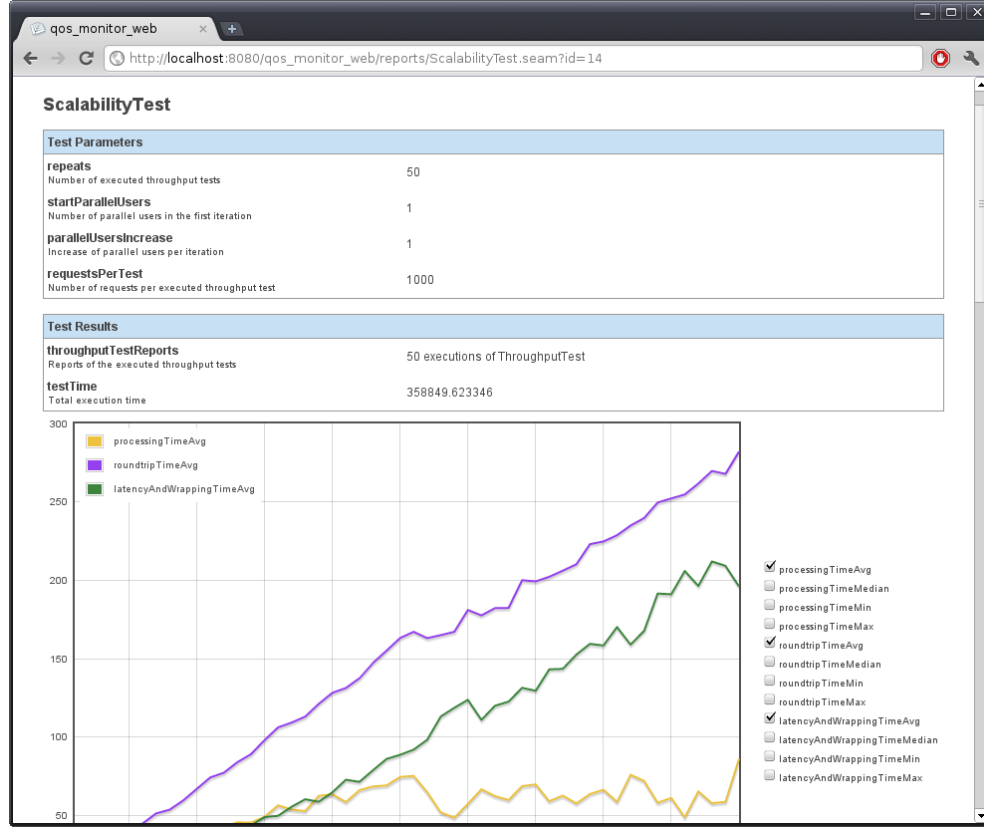 qos_monitor_web
http://localhost:8080/qos_monitor_web/reports/ScalabilityTest.seam?id=14
ScalabilityTest
Test Parameters
repeats
Number of executed throughput tests
50
startParallelUsers
Number of parallel users in the first iteration
1
parallelUsersIncrease
Increase of parallel users per iteration
1
requestsPerTest
Number of requests per executed throughput test
1000
Test Results
throughputTestReports
Reports of the executed throughput tests
50 executions of ThroughputTest
testTime
Total execution time
358849.623346
300
250
200
150
100
50
processingTimeAvg
roundtripTimeAvg
latencyAndWrappingTimeAvg
processingTimeAvg
processingTimeMedian
processingTimeMin
processingTimeMax
roundtripTimeAvg
roundtripTimeMedian
roundtripTimeMin
roundtripTimeMax
latencyAndWrappingTimeAvg
latencyAndWrappingTimeMedian
latencyAndWrappingTimeMin
latencyAndWrappingTimeMax